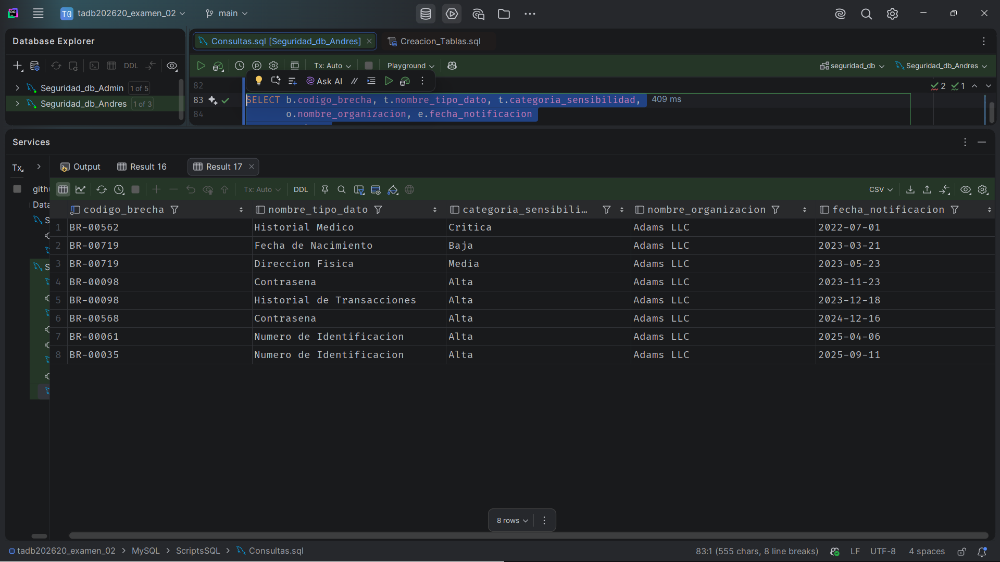 T0 tadb202620_examen_02 main
Database Explorer
Consultas.sql [Seguridad_db_Andres]
Creacion_Tablas.sql
DDL
Tx: Auto
Playground
seguridad_db
Seguridad_db_Andres
Seguridad_db_Admin 1 of 5
Seguridad_db_Andres 1 of 3
Ask AI
2 1
82
83 SELECT b.codigo_brecha, t.nombre_tipo_dato, t.categoria_sensibilidad, 409 ms
84 o.nombre_organizacion, e.fecha_notificacion
Services
Tx
Output
Result 16
Result 17
Tx: Auto
DDL
CSV
codigo_brecha nombre_tipo_dato categoria_sensibili… nombre_organizacion fecha_notificacion
1 BR-00562 Historial Medico Critica Adams LLC 2022-07-01
2 BR-00719 Fecha de Nacimiento Baja Adams LLC 2023-03-21
3 BR-00719 Direccion Fisica Media Adams LLC 2023-05-23
4 BR-00098 Contrasena Alta Adams LLC 2023-11-23
5 BR-00098 Historial de Transacciones Alta Adams LLC 2023-12-18
6 BR-00568 Contrasena Alta Adams LLC 2024-12-16
7 BR-00061 Numero de Identificacion Alta Adams LLC 2025-04-06
8 BR-00035 Numero de Identificacion Alta Adams LLC 2025-09-11
8 rows
tadb202620_examen_02 > MySQL > ScriptsSQL > Consultas.sql
83:1 (555 chars, 8 line breaks) LF UTF-8 4 spaces